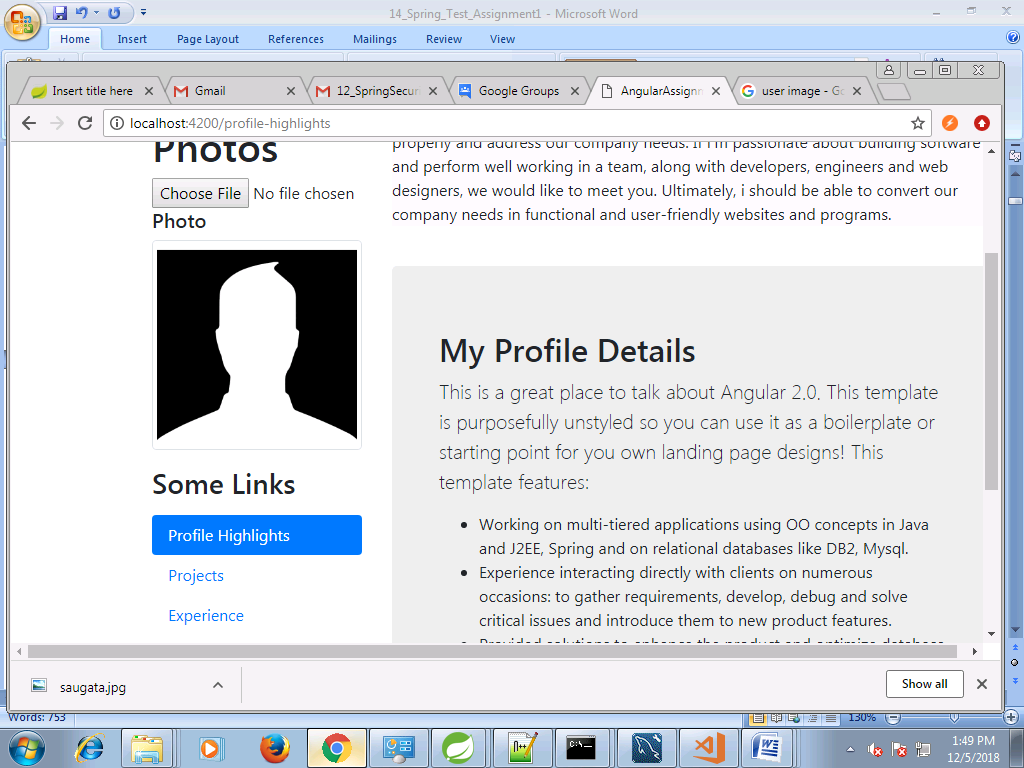 14_Spring_Test_Assignment1 - Microsoft Word
Home Insert Page Layout References Mailings Review View
Insert title here Gmail 12_SpringSecur Google Groups AngularAssignm user image - Go
localhost:4200/profile-highlights
Photos
Choose File No file chosen
Photo
Some Links
Profile Highlights
Projects
Experience
properly and address our company needs. If I'm passionate about building software
and perform well working in a team, along with developers, engineers and web
designers, we would like to meet you. Ultimately, i should be able to convert our
company needs in functional and user-friendly websites and programs.
My Profile Details
This is a great place to talk about Angular 2.0. This template
is purposefully unstyled so you can use it as a boilerplate or
starting point for you own landing page designs! This
template features:
Working on multi-tiered applications using OO concepts in Java
and J2EE, Spring and on relational databases like DB2, Mysql.
Experience interacting directly with clients on numerous
occasions: to gather requirements, develop, debug and solve
critical issues and introduce them to new product features.
Provided solutions to enhance the product and optimize database
saugata.jpg
Show all
Words: 753
130%
1:49 PM
12/5/2018